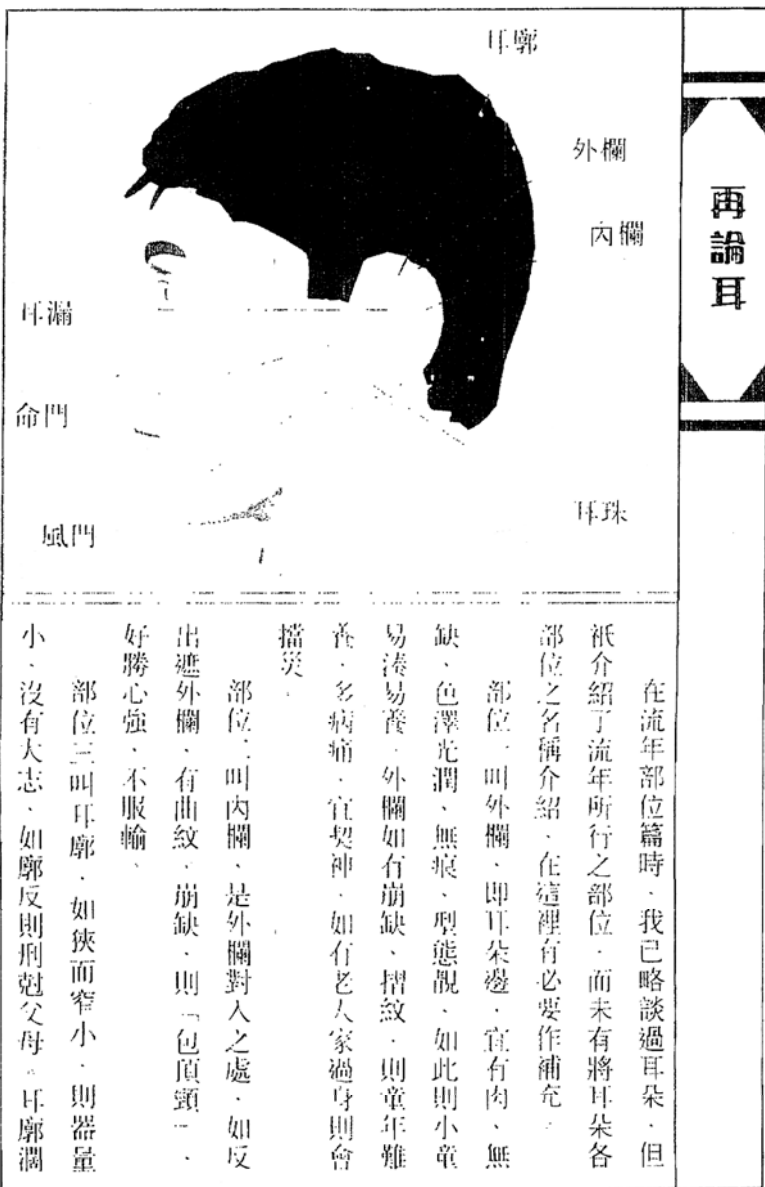 再論耳
耳廓
外欄
內欄
耳漏
命門
風門
耳珠
在流年部位篇時、我已略談過耳朵、但
祇介紹了流年所行之部位、而未有將耳朵各
部位之名稱介紹、在這裡有必要作補充。
部位一叫外欄、即耳朵邊、宜有肉、無
缺、色澤光潤、無痕、型態靚、如此則小童
易湊易養、外欄如有崩缺、摺紋、則童年難
養、多病痛、宜契神、如有老人家過身則會
擋災。
部位二叫內欄、是外欄對入之處、如反
出遮外欄、有曲紋、崩缺、則「包頂頸」、
好勝心強、不服輸、
部位三叫耳廓、如狹而窄小、則器量
小、沒有大志、如廓反則刑尅父母。耳廓濶